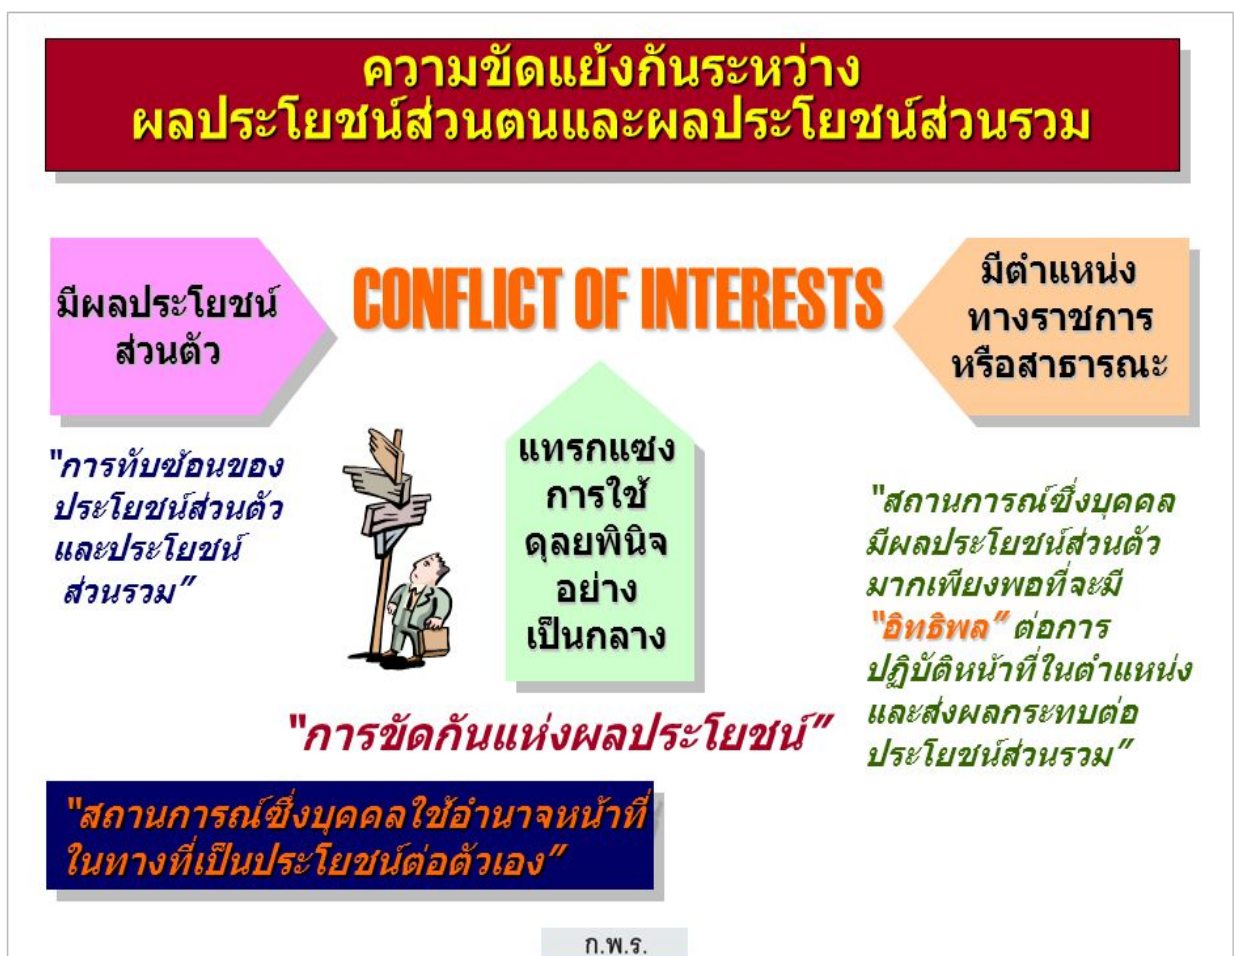 ความขัดแย้งกันระหว่าง
ผลประโยชน์ส่วนตนและผลประโยชน์ส่วนรวม
มีผลประโยชน์
ส่วนตัว
CONFLICT OF INTERESTS
มีตำแหน่ง
ทางราชการ
หรือสาธารณะ
"การทับซ้อนของ
ประโยชน์ส่วนตัว
และประโยชน์
ส่วนรวม"
แทรกแซง
การใช้
ดุลยพินิจ
อย่าง
เป็นกลาง
"สถานการณ์ซึ่งบุคคล
มีผลประโยชน์ส่วนตัว
มากเพียงพอที่จะมี
"อิทธิพล" ต่อการ
ปฏิบัติหน้าที่ในตำแหน่ง
และส่งผลกระทบต่อ
ประโยชน์ส่วนรวม"
"การขัดกันแห่งผลประโยชน์"
"สถานการณ์ซึ่งบุคคลใช้อำนาจหน้าที่
ในทางที่เป็นประโยชน์ต่อตัวเอง"
ก.พ.ร.